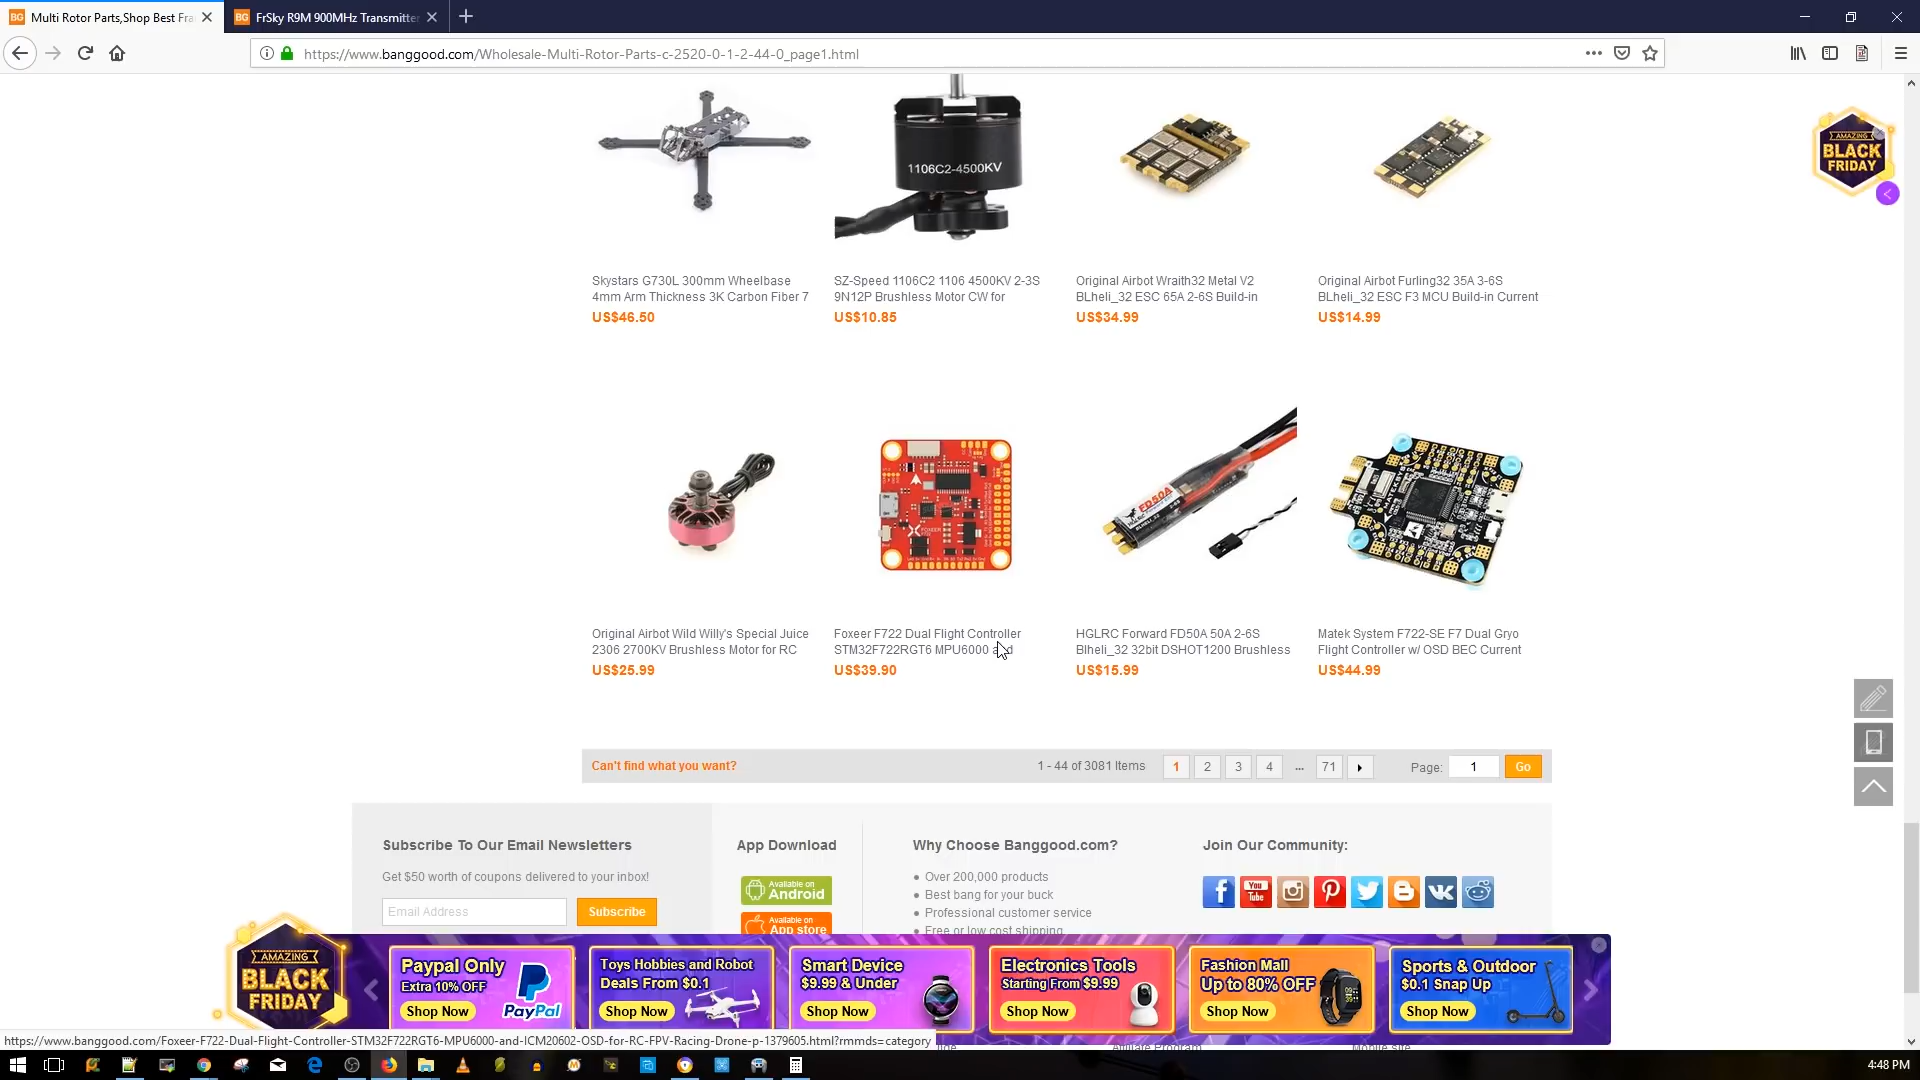 Multi Rotor Parts,Shop Best Fra
FrSky R9M 900MHz Transmitter
https://www.banggood.com/Wholesale-Multi-Rotor-Parts-c-2520-0-1-2-44-0_page1.html
AMAZING
BLACK
FRIDAY
1106C2-4500KV
Skystars G730L 300mm Wheelbase
4mm Arm Thickness 3K Carbon Fiber 7
US$46.50
SZ-Speed 1106C2 1106 4500KV 2-3S
9N12P Brushless Motor CW for
US$10.85
Original Airbot Wraith32 Metal V2
BLheli_32 ESC 65A 2-6S Build-in
US$34.99
Original Airbot Furling32 35A 3-6S
BLheli_32 ESC F3 MCU Build-in Current
US$14.99
FD50A
Original Airbot Wild Willy's Special Juice
2306 2700KV Brushless Motor for RC
US$25.99
Foxeer F722 Dual Flight Controller
STM32F722RGT6 MPU6000 and
US$39.90
HGLRC Forward FD50A 50A 2-6S
Blheli_32 32bit DSHOT1200 Brushless
US$15.99
Matek System F722-SE F7 Dual Gryo
Flight Controller w/ OSD BEC Current
US$44.99
Can't find what you want?
1 - 44 of 3081 Items
1 2 3 4 ... 71
Page: 1 Go
Subscribe To Our Email Newsletters
Get $50 worth of coupons delivered to your inbox!
Email Address
Subscribe
App Download
Available on
Android
Available on
App store
Why Choose Banggood.com?
Over 200,000 products
Best bang for your buck
Professional customer service
Free or low cost shipping
Join Our Community:
You
Tube
AMAZING
BLACK
FRIDAY
Paypal Only
Extra 10% OFF
Shop Now
PayPal
Toys Hobbies and Robot
Deals From $0.1
Shop Now
Smart Device
$9.99 & Under
Shop Now
Electronics Tools
Starting From $9.99
Shop Now
Fashion Mall
Up to 80% OFF
Shop Now
Sports & Outdoor
$0.1 Snap Up
Shop Now
https://www.banggood.com/Foxeer-F722-Dual-Flight-Controller-STM32F722RGT6-MPU6000-and-ICM20602-OSD-for-RC-FPV-Racing-Drone-p-1379605.html?rmmds=category
Affiliate Program
Mobile site
4:48 PM